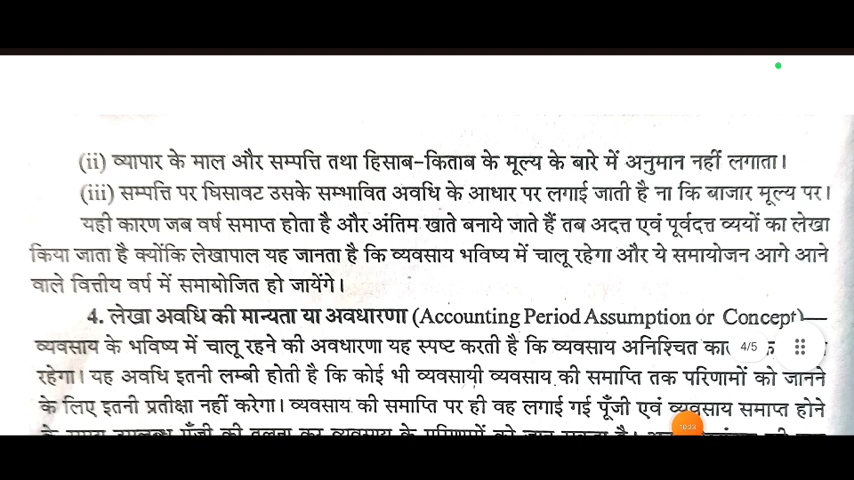 (ii) व्यापार के माल और सम्पत्ति तथा हिसाब-किताब के मूल्य के बारे में अनुमान नहीं लगाता।
(iii) सम्पत्ति पर घिसावट उसके सम्भावित अवधि के आधार पर लगाई जाती है ना कि बाजार मूल्य पर।
यही कारण जब वर्ष समाप्त होता है और अंतिम खाते बनाये जाते हैं तब अदत्त एवं पूर्वदत्त व्ययों का लेखा
किया जाता है क्योंकि लेखापाल यह जानता है कि व्यवसाय भविष्य में चालू रहेगा और ये समायोजन आगे आने
वाले वित्तीय वर्ष में समायोजित हो जायेंगे।
4. लेखा अवधि की मान्यता या अवधारणा (Accounting Period Assumption or Concept)—
व्यवसाय के भविष्य में चालू रहने की अवधारणा यह स्पष्ट करती है कि व्यवसाय अनिश्चित
4/5
रहेगा। यह अवधि इतनी लम्बी होती है कि कोई भी व्यवसायी व्यवसाय की समाप्ति तक परिणामों को जानने
के लिए इतनी प्रतीक्षा नहीं करेगा। व्यवसाय की समाप्ति पर ही वह लगाई गई पूँजी एवं व्यवसाय समाप्त होने
10:33